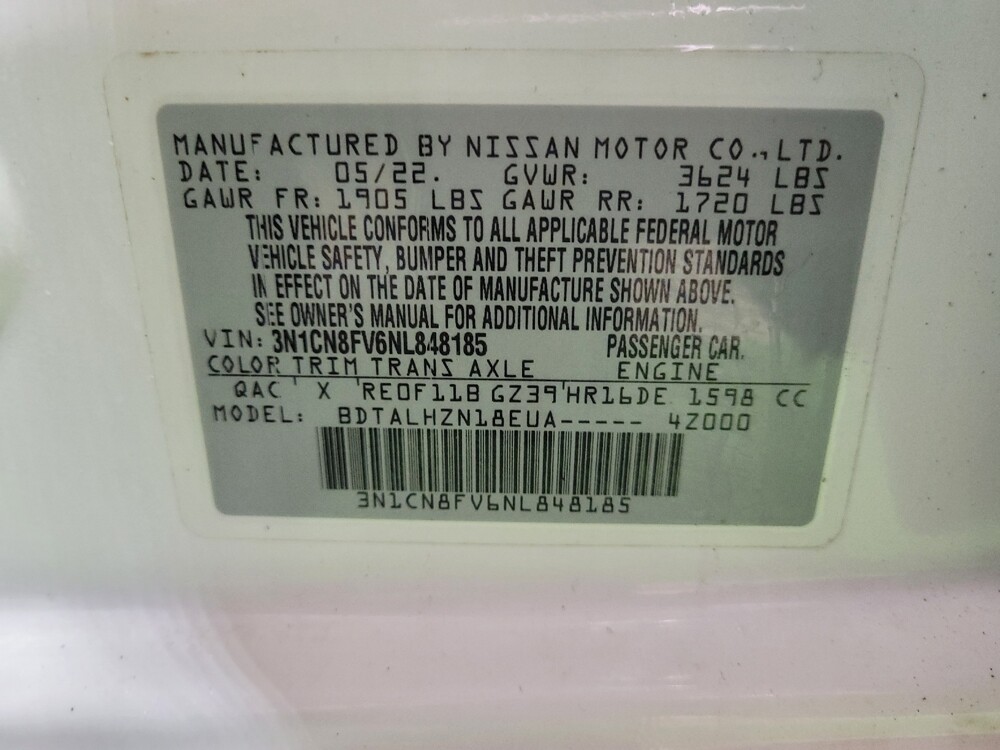 MANUFACTURED BY NISSAN MOTOR CO., LTD.
DATE: 05/22. GVWR: 3624 LBS
GAWR FR: 1905 LBS GAWR RR: 1720 LBS
THIS VEHICLE CONFORMS TO ALL APPLICABLE FEDERAL MOTOR
VEHICLE SAFETY, BUMPER AND THEFT PREVENTION STANDARDS
IN EFFECT ON THE DATE OF MANUFACTURE SHOWN ABOVE.
SEE OWNER'S MANUAL FOR ADDITIONAL INFORMATION.
VIN: 3N1CN8FV6NL848185 PASSENGER CAR.
COLOR TRIM TRANS AXLE ENGINE
QAC X RE0F11B GZ39 HR16DE 1598 CC
MODEL: BDTALHZN18EUA----- 4Z000
3N1CN8FV6NL848185